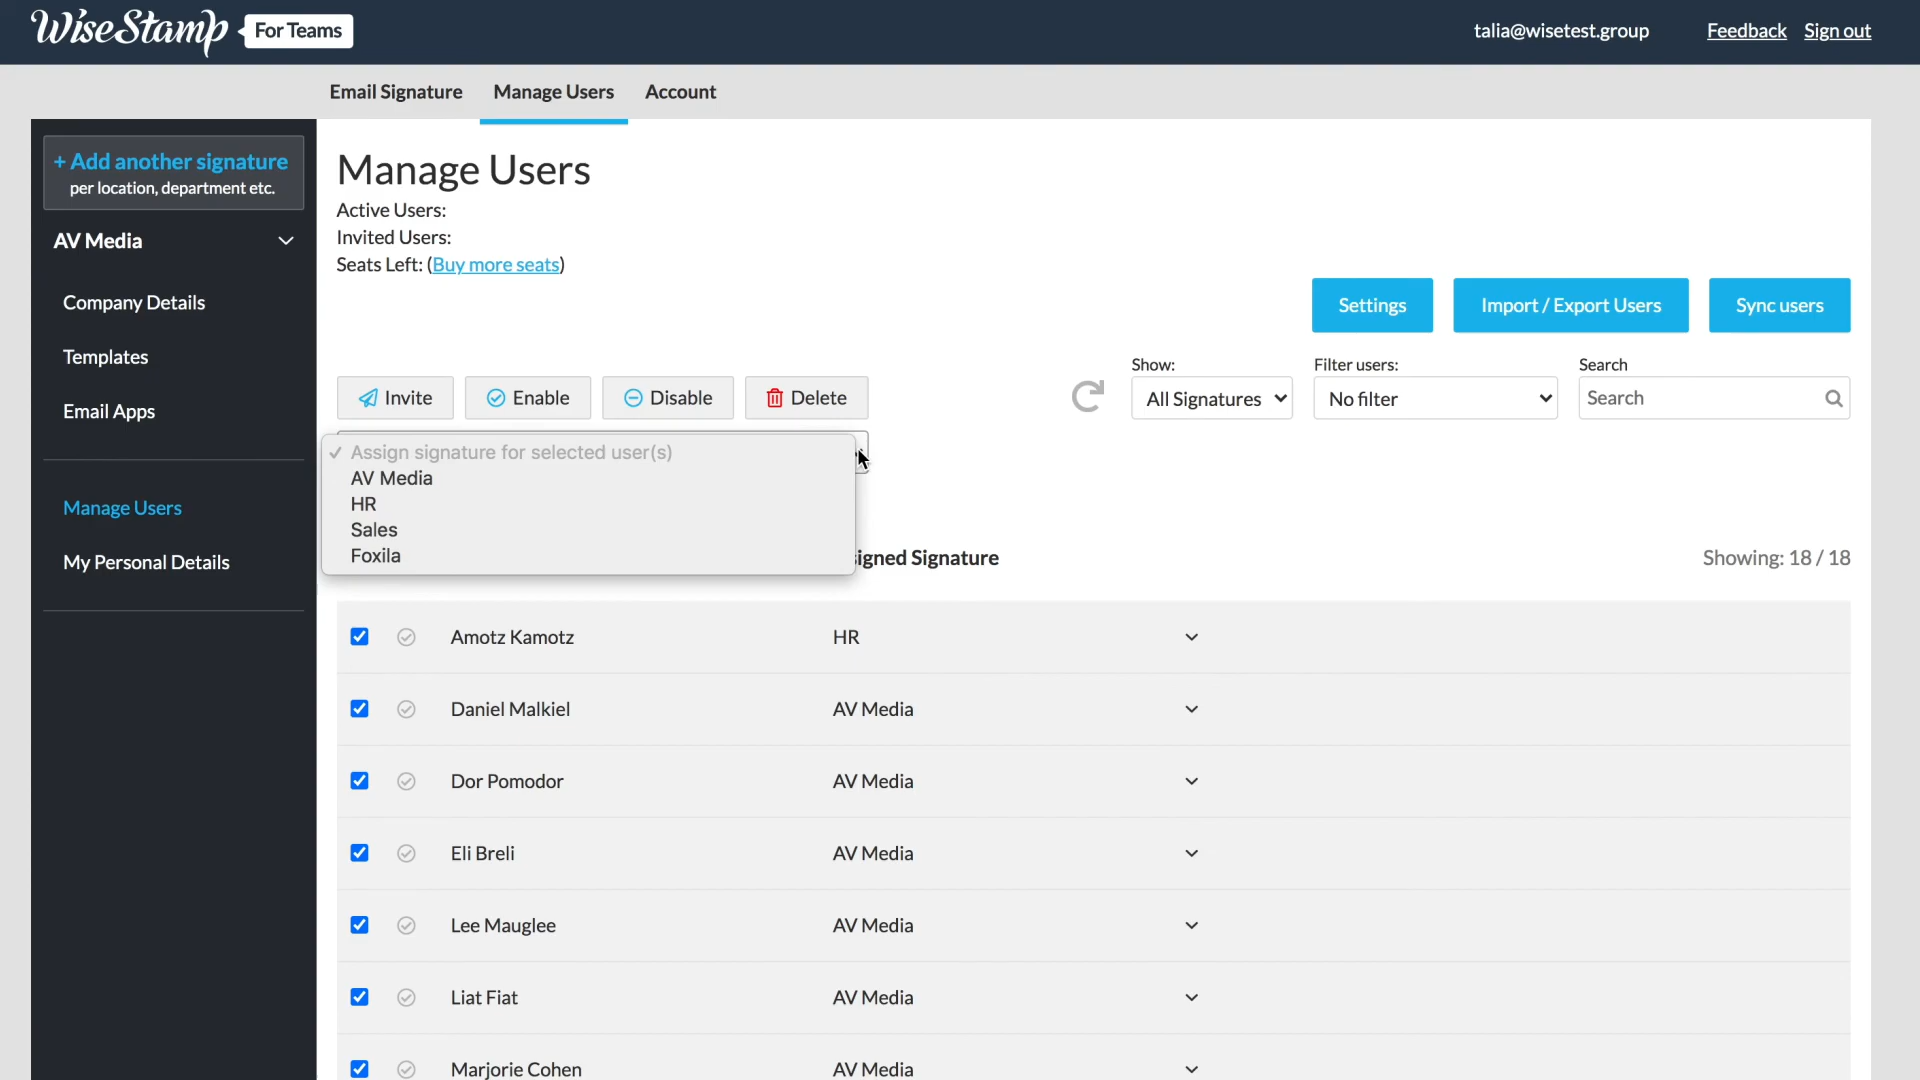 WiseStamp For Teams
talia@wisetest.group
Feedback
Sign out
Email Signature
Manage Users
Account
+ Add another signature
per location, department etc.
AV Media
Company Details
Templates
Email Apps
Manage Users
My Personal Details
Manage Users
Active Users:
Invited Users:
Seats Left: (Buy more seats)
Settings
Import / Export Users
Sync users
Invite
Enable
Disable
Delete
Show:
All Signatures
Filter users:
No filter
Search
Search
✓ Assign signature for selected user(s)
AV Media
HR
Sales
Foxila
signed Signature
Showing: 18 / 18
Amotz Kamotz HR
Daniel Malkiel AV Media
Dor Pomodor AV Media
Eli Breli AV Media
Lee Mauglee AV Media
Liat Fiat AV Media
Marjorie Cohen AV Media